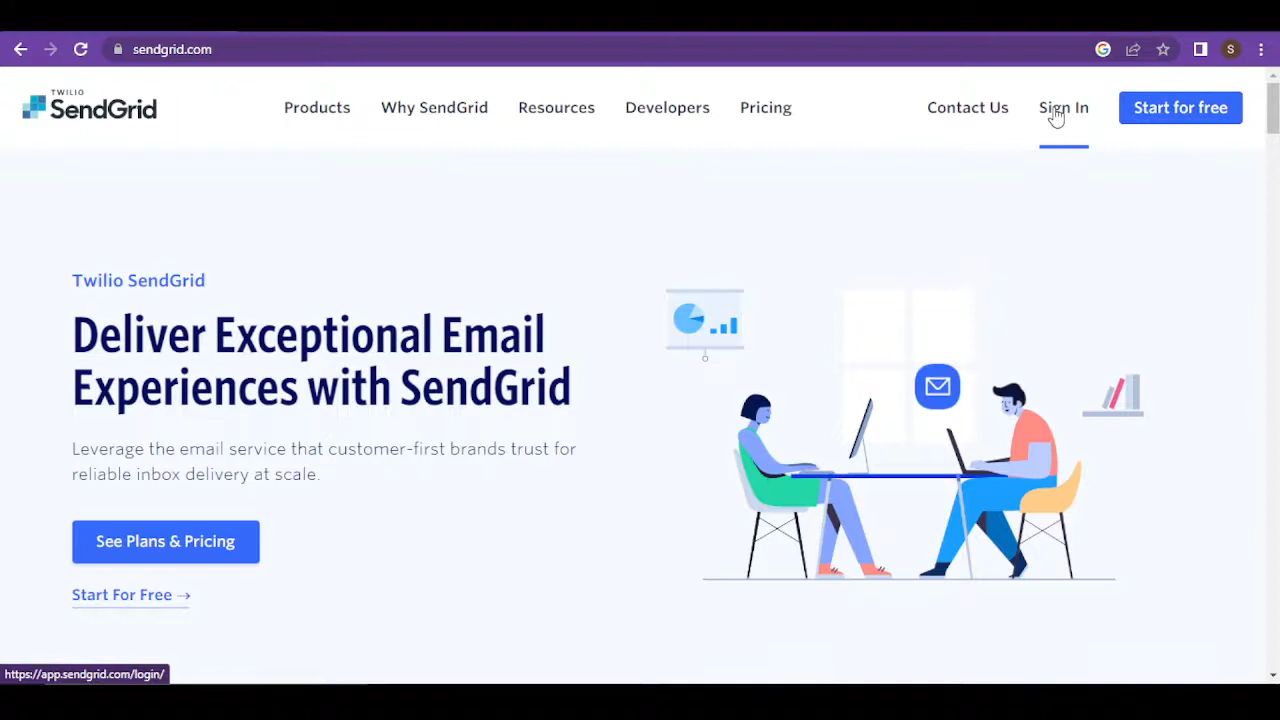 sendgrid.com
S
TWILIO
SendGrid
Products Why SendGrid Resources Developers Pricing Contact Us Sign In Start for free
Twilio SendGrid
Deliver Exceptional Email
Experiences with SendGrid
Leverage the email service that customer-first brands trust for
reliable inbox delivery at scale.
See Plans & Pricing
Start For Free →
https://app.sendgrid.com/login/